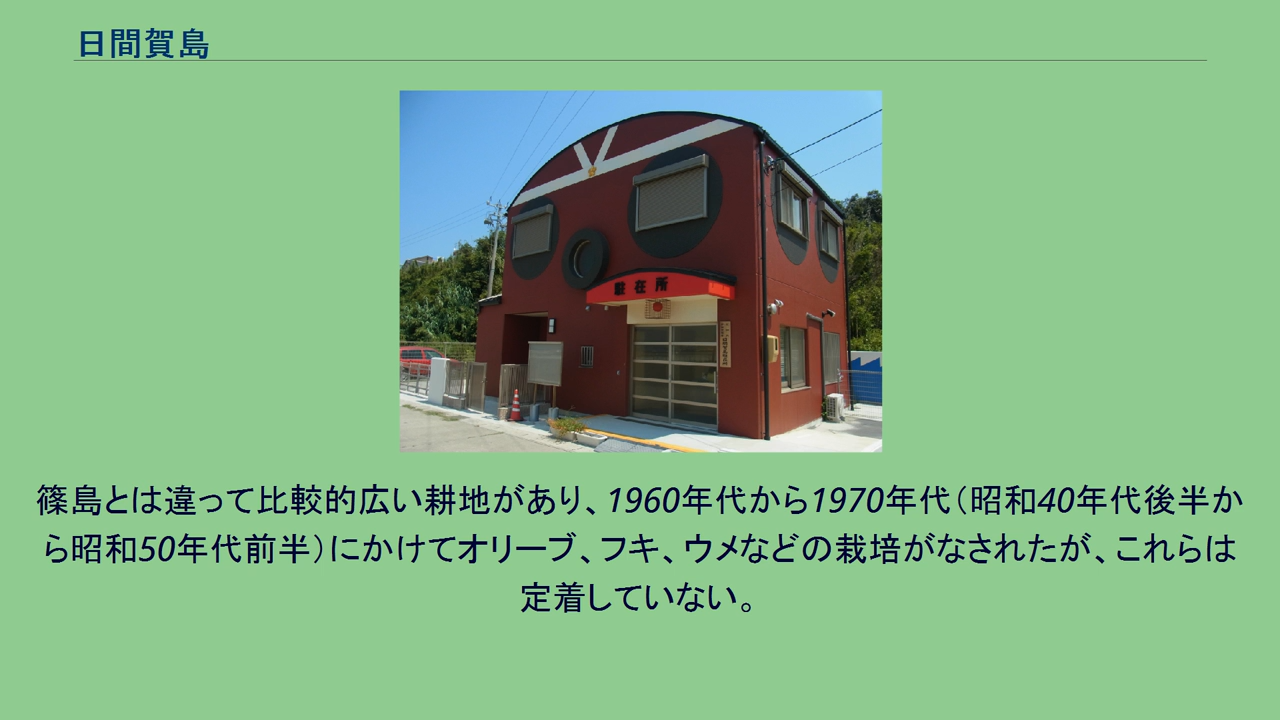 日間賀島
駐在所
篠島とは違って比較的広い耕地があり、1960年代から1970年代（昭和40年代後半か
ら昭和50年代前半）にかけてオリーブ、フキ、ウメなどの栽培がなされたが、これらは
定着していない。